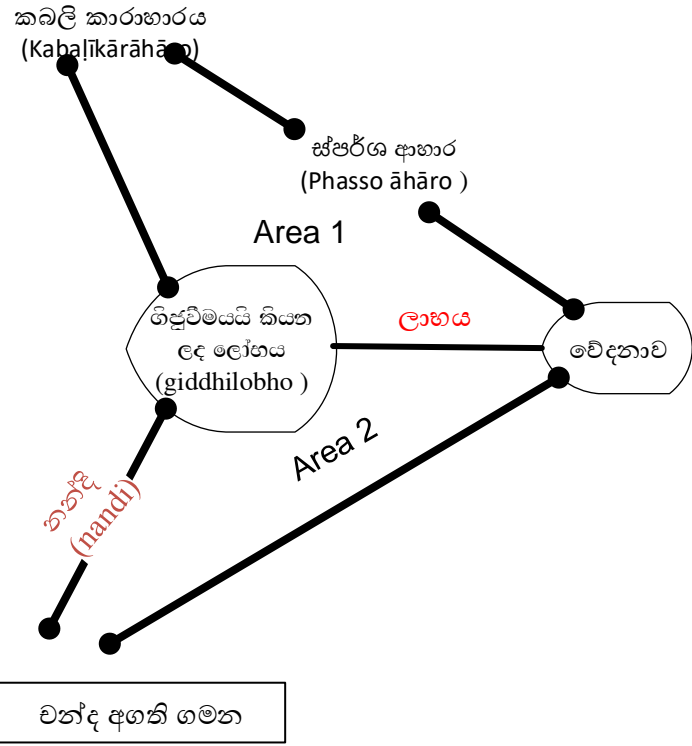 කබලි කාරාහාරය
(Kabaḷīkārāhāro)
ස්පර්ශ ආහාර
(Phasso āhāro )
Area 1
ගිජුවීමයයි කියන
ලද ලෝභය
(giddhilobho )
ලාභය
වේදනාව
Area 2
නන්දි
(nandi)
චන්ද අගති ගමන